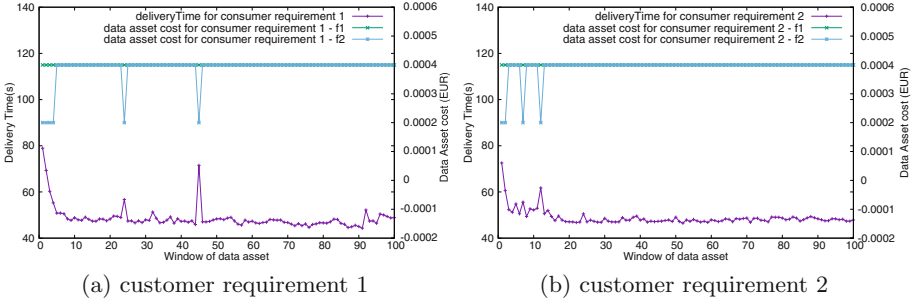 deliveryTime for consumer requirement 1
data asset cost for consumer requirement 1 - f1
data asset cost for consumer requirement 1 - f2
Delivery Time(s)
140
120
100
80
60
40
0 10 20 30 40 50 60 70 80 90 100
Window of data asset
0.0006
0.0005
0.0004
0.0003
0.0002
0.0001
0
-0.0001
-0.0002
Data Asset cost (EUR)
(a) customer requirement 1
deliveryTime for consumer requirement 2
data asset cost for consumer requirement 2 - f1
data asset cost for consumer requirement 2 - f2
Delivery Time(s)
140
120
100
80
60
40
0 10 20 30 40 50 60 70 80 90 100
Window of data asset
0.0006
0.0005
0.0004
0.0003
0.0002
0.0001
0
-0.0001
-0.0002
Data Asset cost (EUR)
(b) customer requirement 2